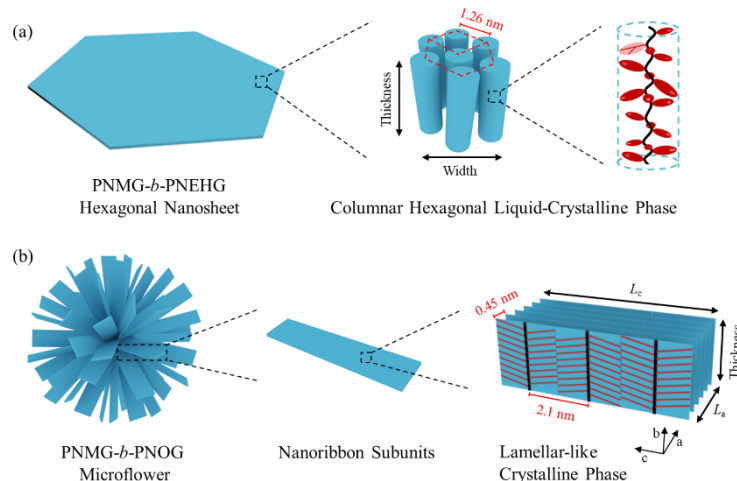 (a)
1.26 nm
Thickness
Width
PNMG-b-PNEHG
Hexagonal Nanosheet
Columnar Hexagonal Liquid-Crystalline Phase
(b)
0.45 nm
Lc
Thickness
2.1 nm
La
b
a
c
PNMG-b-PNOG
Microflower
Nanoribbon Subunits
Lamellar-like
Crystalline Phase